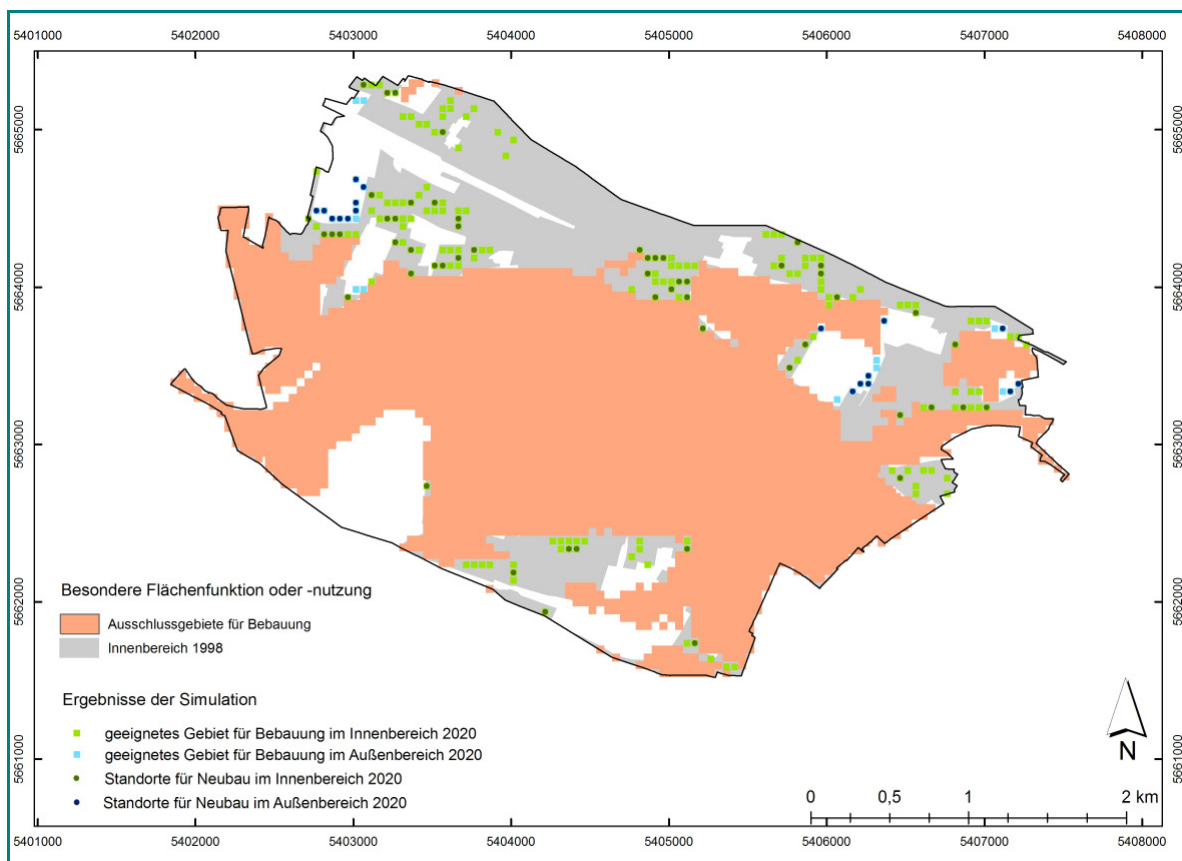 5401000 5402000 5403000 5404000 5405000 5406000 5407000 5408000
5665000 5665000
5664000 5664000
5663000 5663000
5662000 5662000
5661000 5661000
Besondere Flächenfunktion oder -nutzung
Ausschlussgebiete für Bebauung
Innenbereich 1998
Ergebnisse der Simulation
geeignetes Gebiet für Bebauung im Innenbereich 2020
geeignetes Gebiet für Bebauung im Außenbereich 2020
Standorte für Neubau im Innenbereich 2020
Standorte für Neubau im Außenbereich 2020
N
0 0,5 1 2 km
5401000 5402000 5403000 5404000 5405000 5406000 5407000 5408000